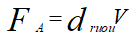 F_A = d_ruou V